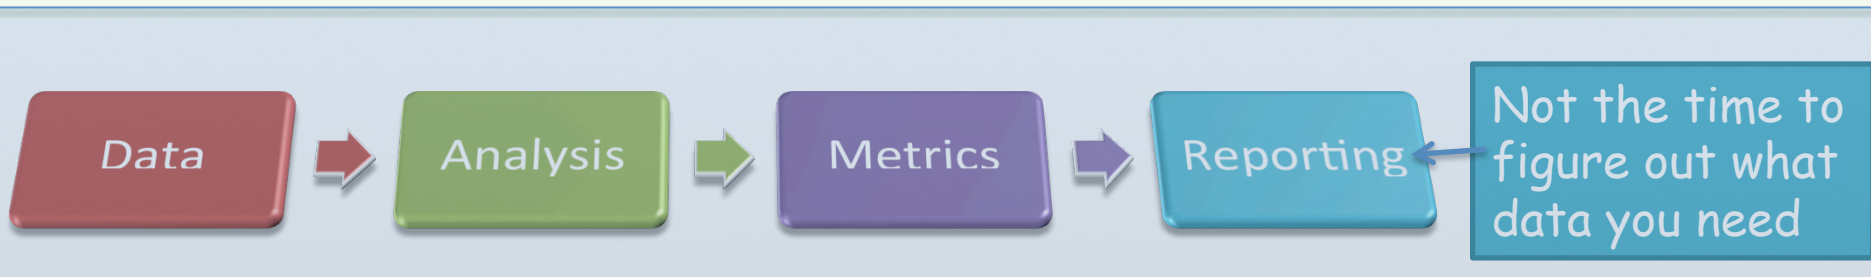 Data
Analysis
Metrics
Reporting
Not the time to
figure out what
data you need